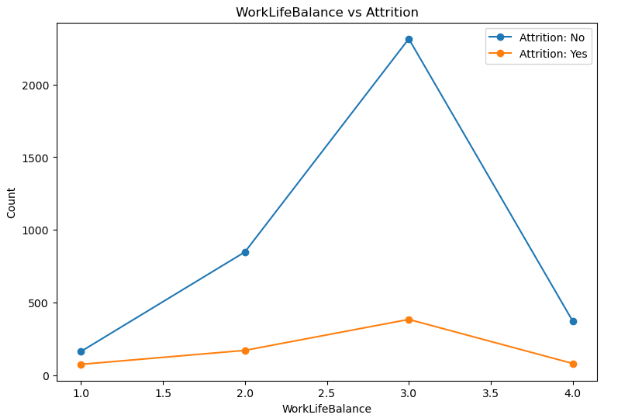 WorkLifeBalance vs Attrition
Attrition: No
Attrition: Yes
2000
1500
1000
500
0
Count
1.0 1.5 2.0 2.5 3.0 3.5 4.0
WorkLifeBalance